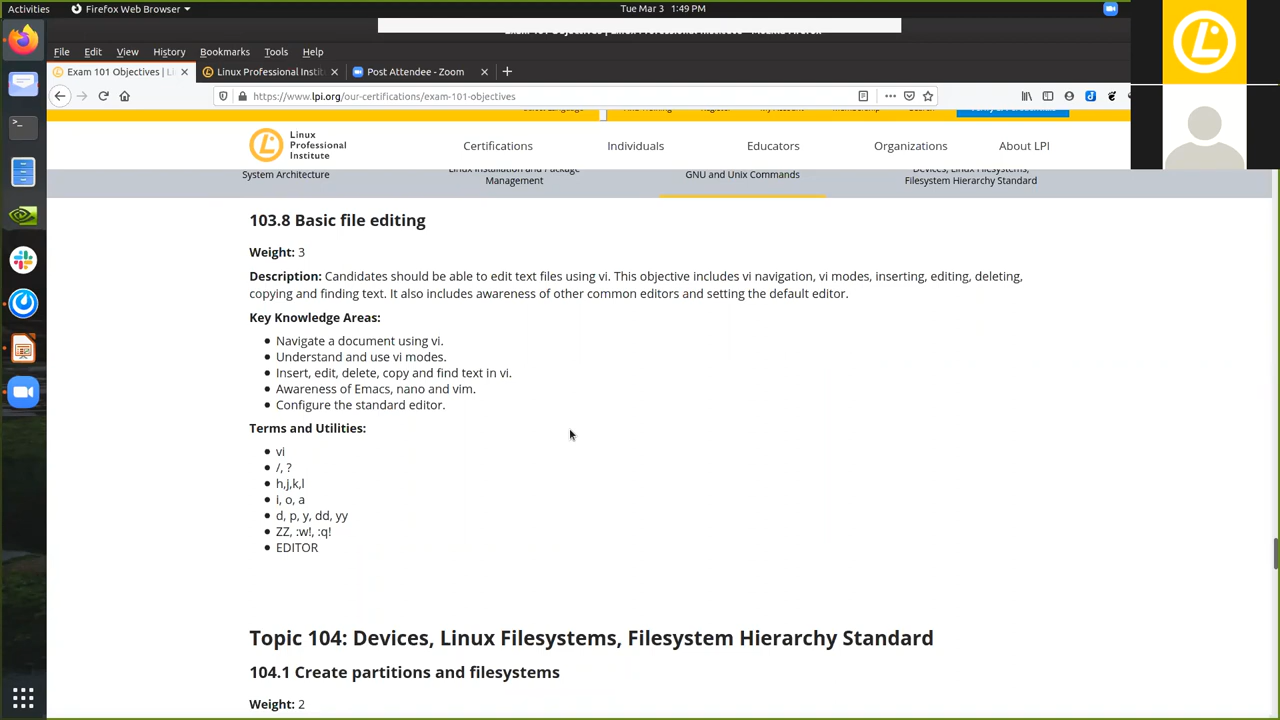 Activities
Firefox Web Browser
Tue Mar 3 1:49 PM
File Edit View History Bookmarks Tools Help
Exam 101 Objectives | Li
Linux Professional Instit
Post Attendee - Zoom
https://www.lpi.org/our-certifications/exam-101-objectives
Linux
Professional
Institute
Certifications
Individuals
Educators
Organizations
About LPI
System Architecture
Linux Installation and Package
Management
GNU and Unix Commands
Devices, Linux Filesystems,
Filesystem Hierarchy Standard
103.8 Basic file editing
Weight: 3
Description: Candidates should be able to edit text files using vi. This objective includes vi navigation, vi modes, inserting, editing, deleting,
copying and finding text. It also includes awareness of other common editors and setting the default editor.
Key Knowledge Areas:
Navigate a document using vi.
Understand and use vi modes.
Insert, edit, delete, copy and find text in vi.
Awareness of Emacs, nano and vim.
Configure the standard editor.
Terms and Utilities:
vi
/, ?
h,j,k,l
i, o, a
d, p, y, dd, yy
ZZ, :w!, :q!
EDITOR
Topic 104: Devices, Linux Filesystems, Filesystem Hierarchy Standard
104.1 Create partitions and filesystems
Weight: 2